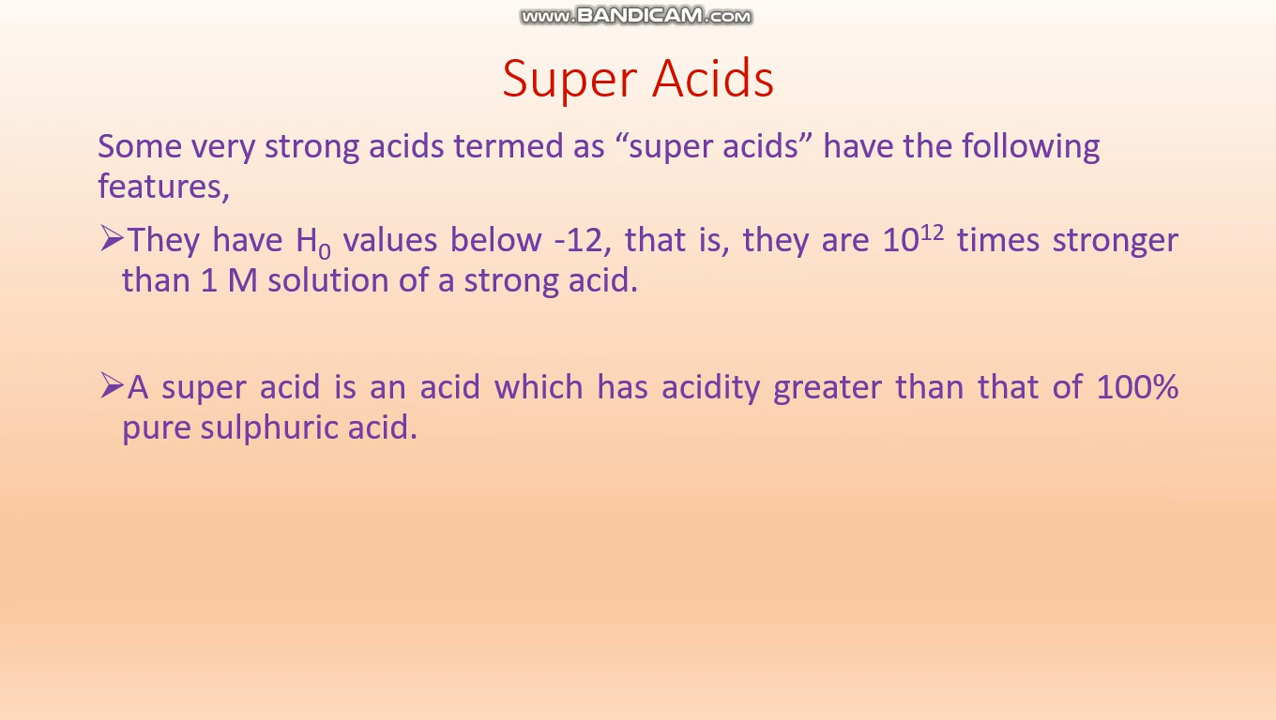 www.BANDICAM.com
Super Acids
Some very strong acids termed as “super acids” have the following
features,
➢They have H₀ values below -12, that is, they are 10¹² times stronger
than 1 M solution of a strong acid.
➢A super acid is an acid which has acidity greater than that of 100%
pure sulphuric acid.